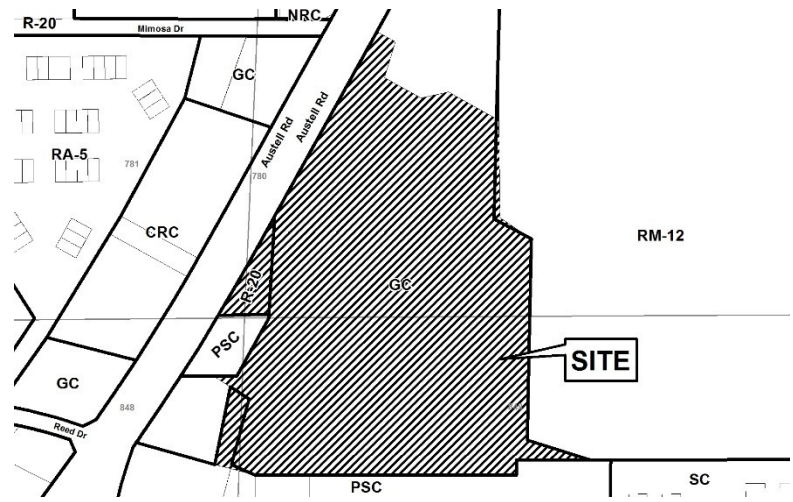 R-20
NRC
Mimosa Dr
GC
Austell Rd
Austell Rd
RA-5
781
780
CRC
R-20
GC
RM-12
PSC
SITE
GC
848
Reed Dr
PSC
SC